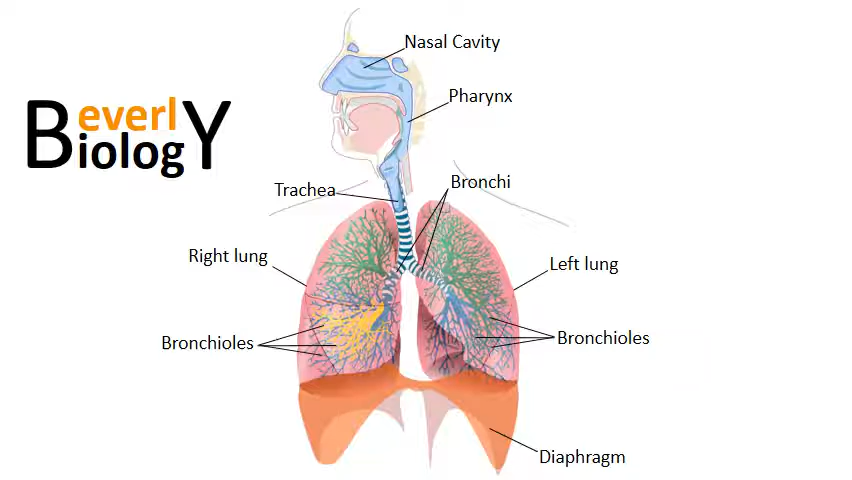 Nasal Cavity
Pharynx
Beverly
BiologY
Trachea
Bronchi
Right lung
Left lung
Bronchioles
Bronchioles
Diaphragm